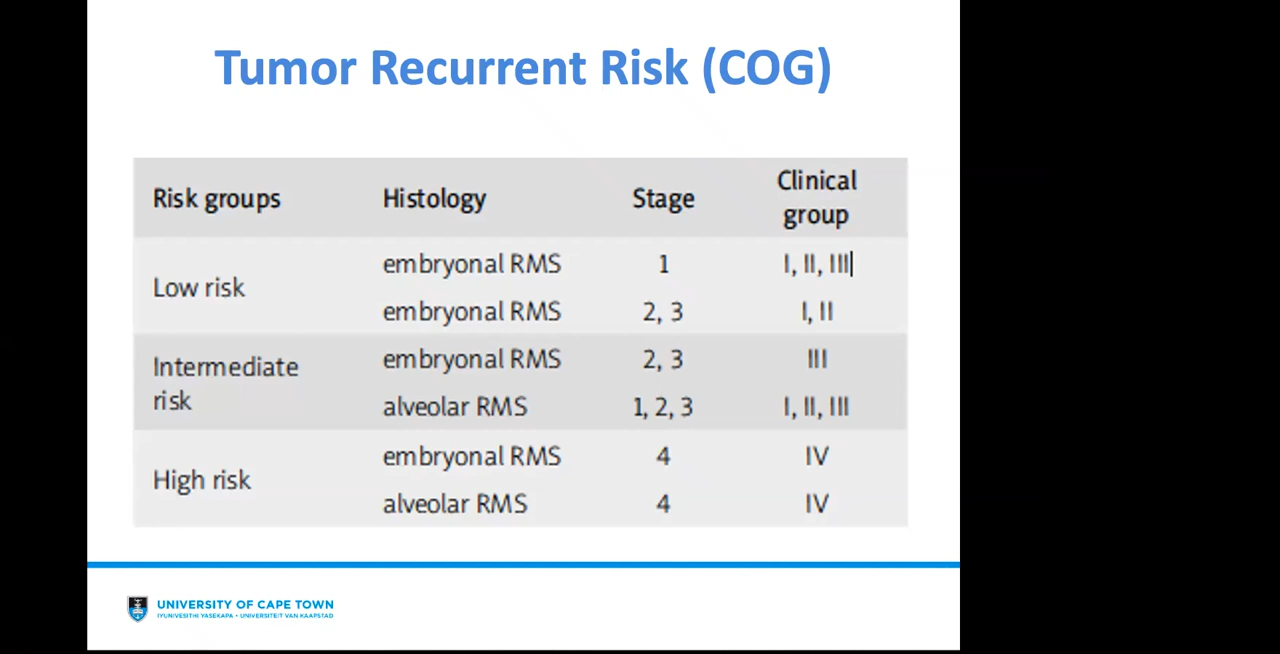 Tumor Recurrent Risk (COG)
Risk groups Histology Stage Clinical group
Low risk embryonal RMS 1 I, II, III
embryonal RMS 2, 3 I, II
Intermediate risk embryonal RMS 2, 3 III
alveolar RMS 1, 2, 3 I, II, III
High risk embryonal RMS 4 IV
alveolar RMS 4 IV
UNIVERSITY OF CAPE TOWN
IYUNIVESITHI YASEKAPA • UNIVERSITEIT VAN KAAPSTAD